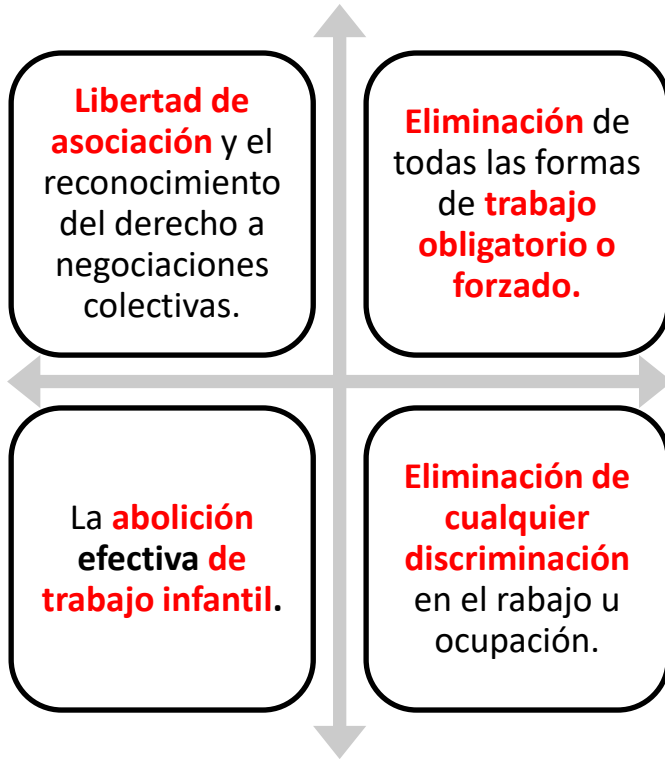 Libertad de
asociación y el
reconocimiento
del derecho a
negociaciones
colectivas.
Eliminación de
todas las formas
de trabajo
obligatorio o
forzado.
La abolición
efectiva de
trabajo infantil.
Eliminación de
cualquier
discriminación
en el rabajo u
ocupación.